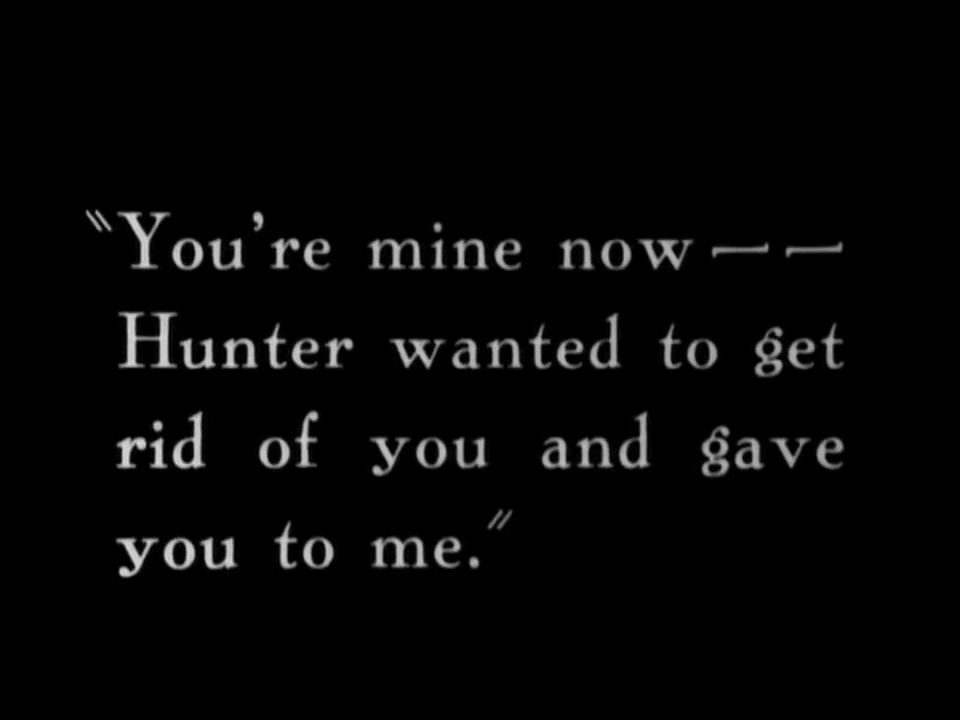 "You're mine now — —
Hunter wanted to get
rid of you and gave
you to me."